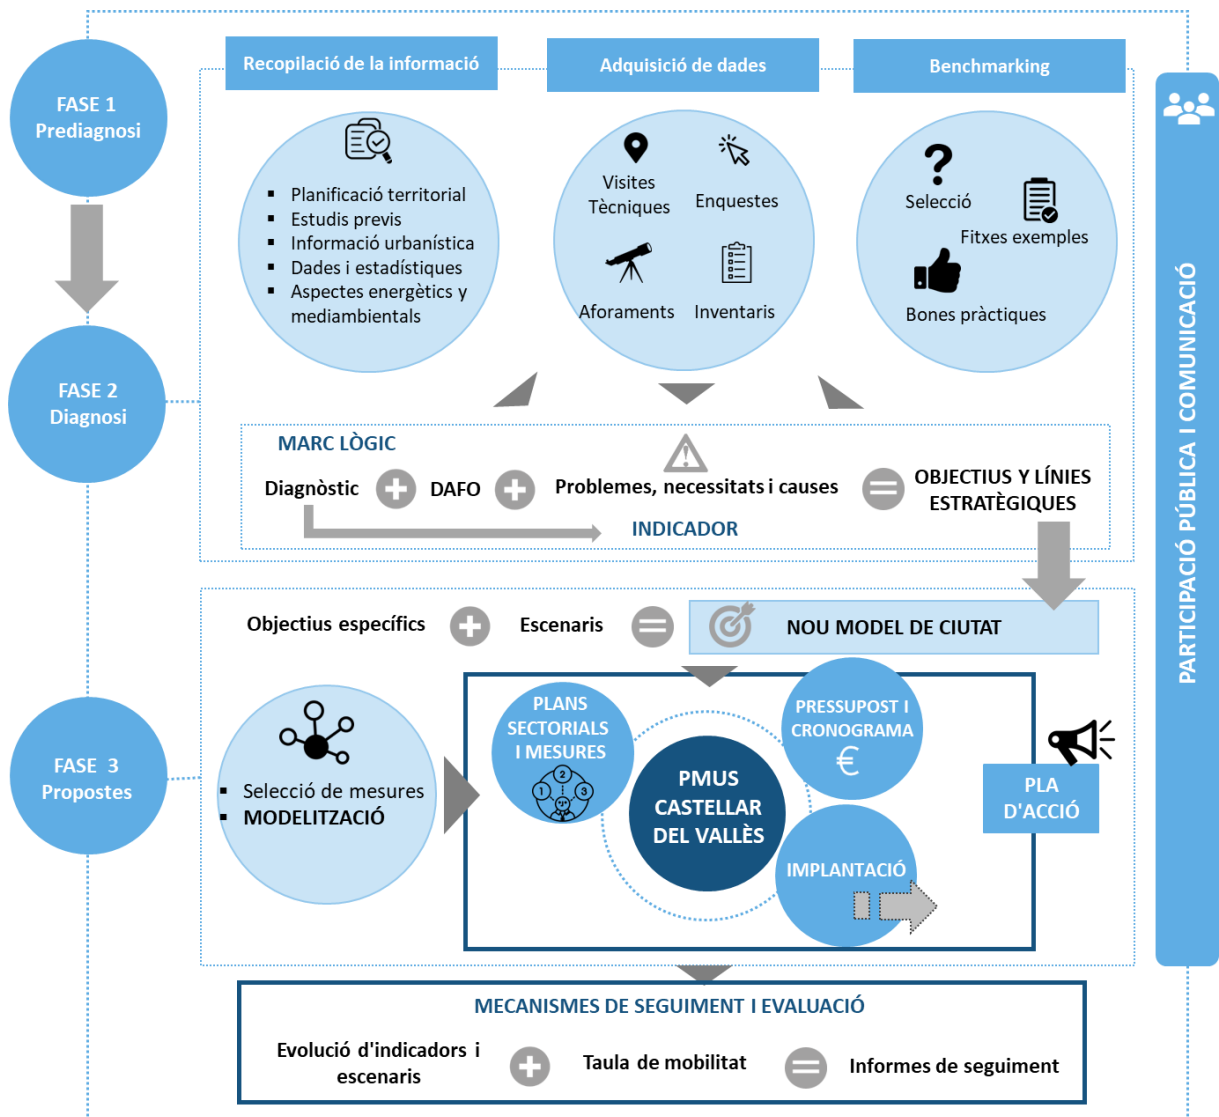 FASE 1
Prediagnosi
Recopilació de la informació
Adquisició de dades
Benchmarking
Planificació territorial
Estudis previs
Informació urbanística
Dades i estadístiques
Aspectes energètics y
mediambientals
Visites
Tècniques
Enquestes
Aforaments
Inventaris
Selecció
Fitxes exemples
Bones pràctiques
PARTICIPACIÓ PÚBLICA I COMUNICACIÓ
FASE 2
Diagnosi
MARC LÒGIC
Diagnòstic
DAFO
Problemes, necessitats i causes
OBJECTIUS Y LÍNIES
ESTRATÈGIQUES
INDICADOR
Objectius específics
Escenaris
NOU MODEL DE CIUTAT
FASE 3
Propostes
Selecció de mesures
MODELITZACIÓ
PLANS
SECTORIALS
I MESURES
1
2
3
PRESSUPOST I
CRONOGRAMA
€
PMUS
CASTELLAR
DEL VALLÈS
IMPLANTACIÓ
PLA
D'ACCIÓ
MECANISMES DE SEGUIMENT I EVALUACIÓ
Evolució d'indicadors i
escenaris
Taula de mobilitat
Informes de seguiment